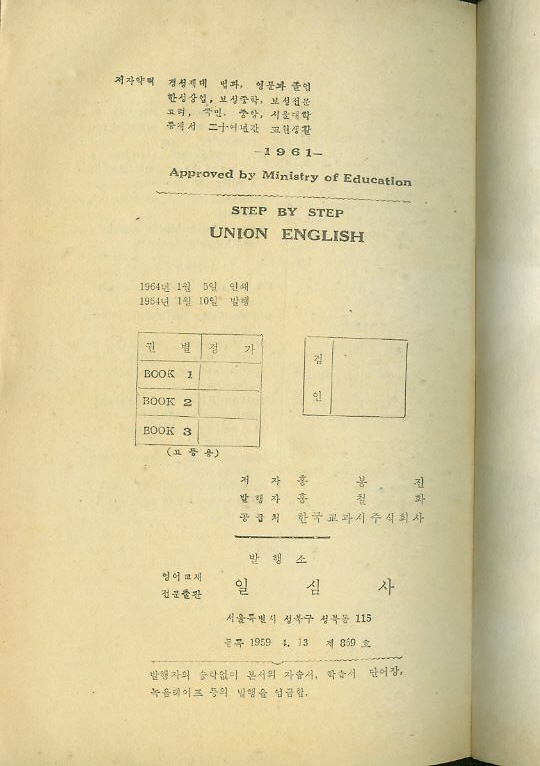 저자약력 경성제대 법과, 영문과 졸업
한성상업, 보성중학, 보성전문
고려, 국민, 중앙, 서울대학
등에서 二十여년간 교원생활
—1961—
Approved by Ministry of Education
STEP BY STEP
UNION ENGLISH
1964년 1월 5일 인쇄
1964년 1월 10일 발행
권 별 정 가
BOOK 1
BOOK 2
BOOK 3
(고등용)
검
인
저 자 홍 봉 진
발행자 홍 철 화
공급처 한국교과서주식회사
발 행 소
영어교재
전문출판 일 심 사
서울특별시 성북구 성북동 115
등록 1959 4. 13 제 869 호
발행자의 승락없이 본서의 자습서, 학습서 단어장,
녹음테이프 등의 발행을 엄금함.